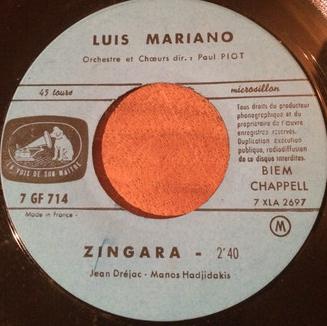 LUIS MARIANO
Orchestre et Chœurs dir. : Paul PIOT
45 tours
microsillon
Tous droits du producteur
phonographique et du
propriétaire de l'œuvre
enregistrée réservés.
Duplication exécution
publique, radiodiffusion
de ce disque interdites.
LA VOIX DE SON MAITRE
BIEM
CHAPPELL
7 GF 714
7 XLA 2697
Made in France -
M
ZINGARA - 2'40
Jean Dréjac - Manos Hadjidakis